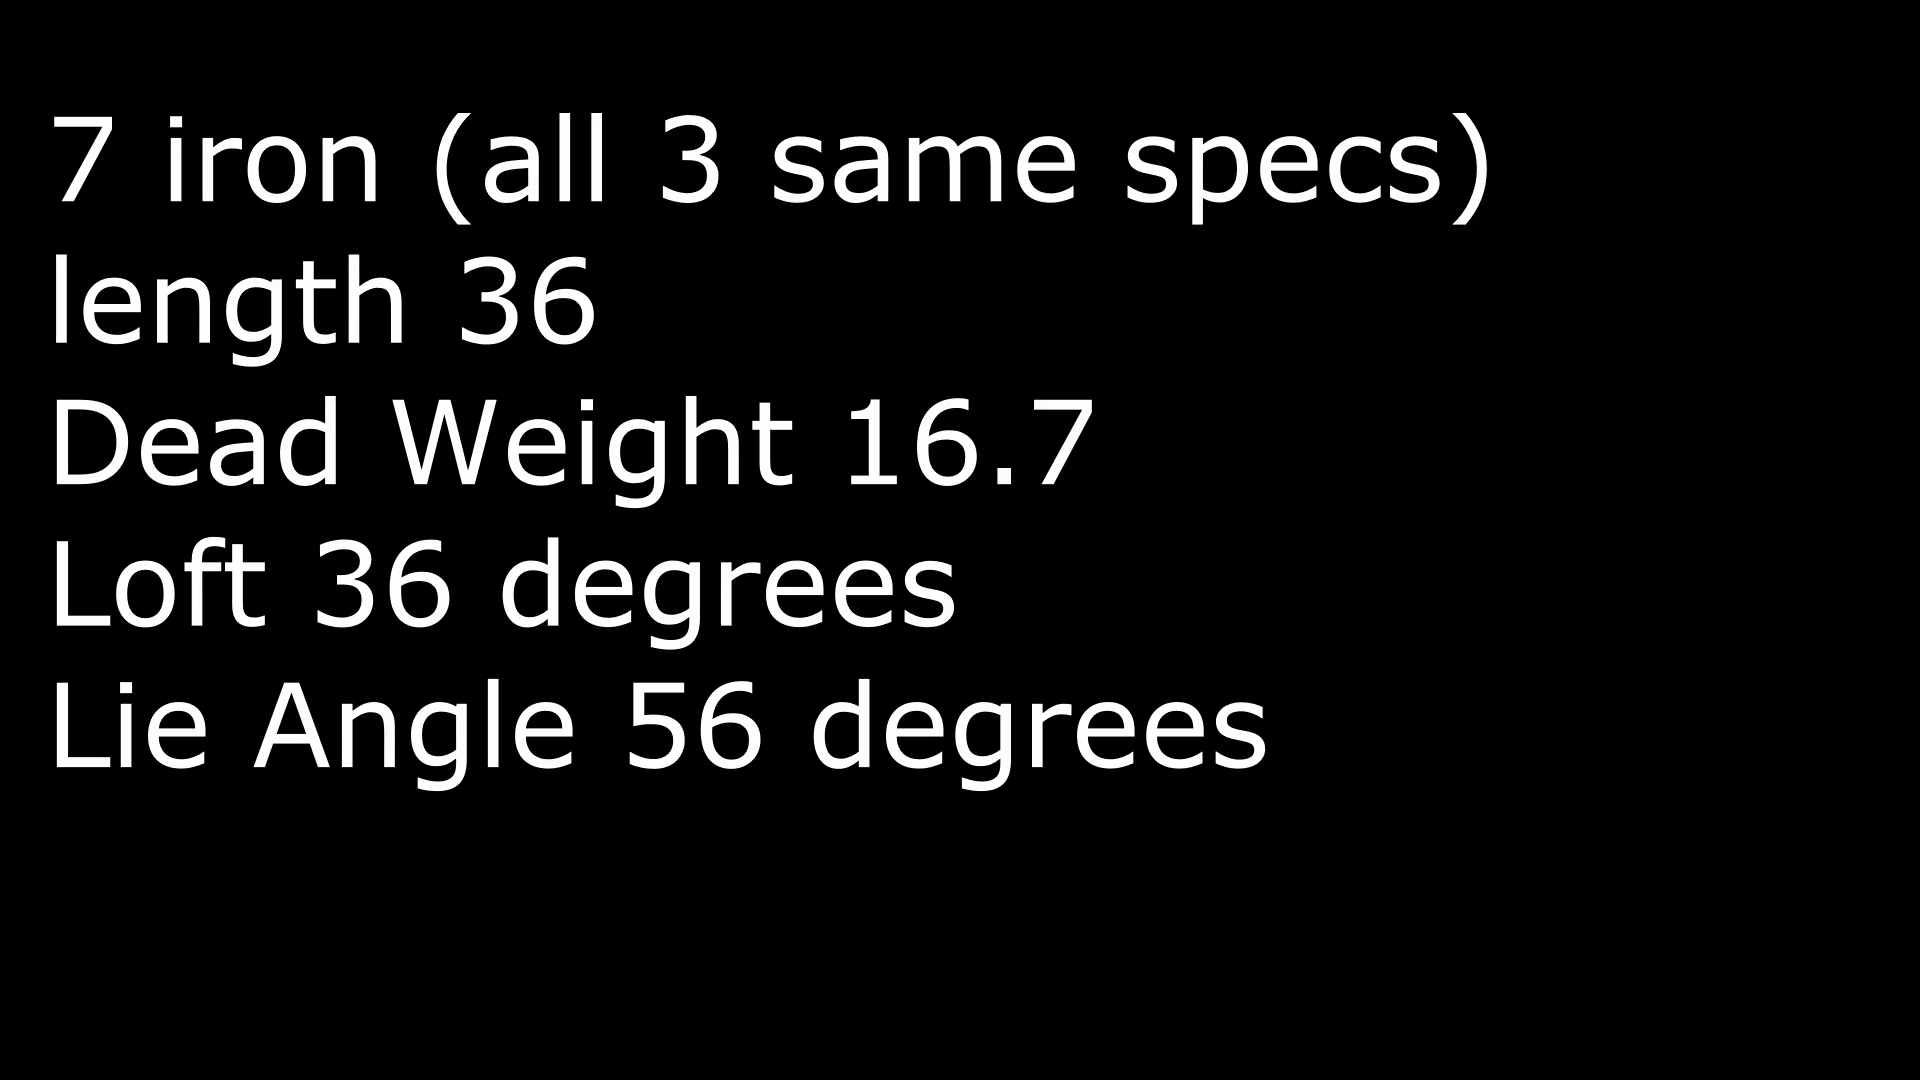 7 iron (all 3 same specs)
length 36
Dead Weight 16.7
Loft 36 degrees
Lie Angle 56 degrees